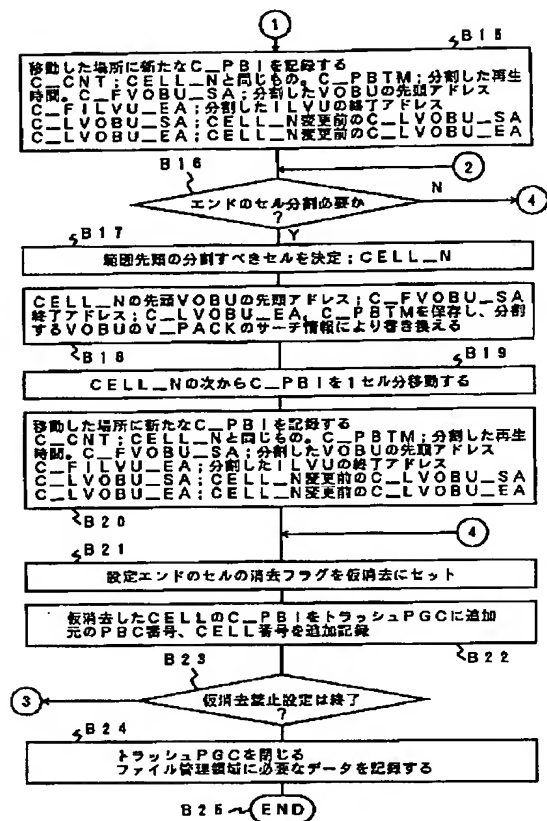 1
B15
移動した場所に新たなC_PBIを記録する
C_CNT;CELL_Nと同じもの。C_PBTM;分割した再生
時間。C_FVOBU_SA;分割したVOBUの先頭アドレス
C_FILVU_EA;分割したILVUの終了アドレス
C_LVOBU_SA;CELL_N変更前のC_LVOBU_SA
C_LVOBU_EA;CELL_N変更前のC_LVOBU_EA
B16
2
エンドのセル分割必要か
?
N
4
B17
Y
範囲先頭の分割すべきセルを決定;CELL_N
CELL_Nの先頭VOBUの先頭アドレス;C_FVOBU_SA
終了アドレス;C_LVOBU_EA、C_PBTMを保存し、分割
するVOBUのV_PACKのサーチ情報により書き換える
B18
B19
CELL_Nの次からC_PBIを1セル分移動する
移動した場所に新たなC_PBIを記録する
C_CNT;CELL_Nと同じもの。C_PBTM;分割した再生
時間。C_FVOBU_SA;分割したVOBUの先頭アドレス
C_FILVU_EA;分割したILVUの終了アドレス
C_LVOBU_SA;CELL_N変更前のC_LVOBU_SA
C_LVOBU_EA;CELL_N変更前のC_LVOBU_EA
B20
4
B21
設定エンドのセルの消去フラグを仮消去にセット
仮消去したCELLのC_PBIをトラッシュPGCに追加
元のPBC番号、CELL番号を追加記録
B22
B23
3
仮消去禁止設定は終了
?
B24
トラッシュPGCを閉じる
ファイル管理領域に必要なデータを記録する
B25
END